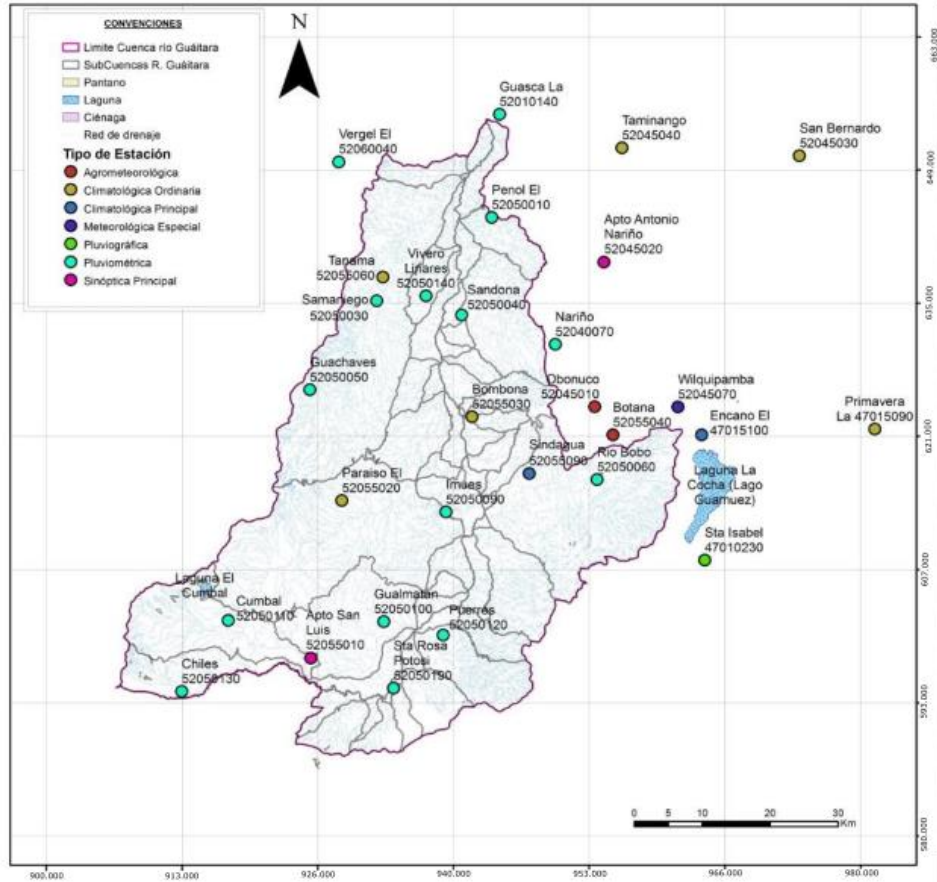 CONVENCIONES
Limite Cuenca río Guáitara
SubCuencas R. Guáitara
Pantano
Laguna
Ciénaga
Red de drenaje
Tipo de Estación
Agrometeorológica
Climatológica Ordinaria
Climatológica Principal
Meteorológica Especial
Pluviográfica
Pluviométrica
Sinóptica Principal
N
Guasca La
52010140
Vergel El
52060040
Taminango
52045040
San Bernardo
52045030
Penol El
52050010
Apto Antonio
Nariño
52045020
Tanama
52055060
Vivero
Linares
52050140
Samaniego
52050030
Sandona
52050040
Nariño
52040070
Guachaves
52050050
Bombona
52055030
Obonuco
52045010
Botana
52055040
Wilquipamba
52045070
Encano El
47015100
Primavera
La 47015090
Sindagua
52055090
Rio Bobo
52050060
Laguna La
Cocha (Lago
Guamuez)
Paraiso El
52055020
Imues
52050090
Sta Isabel
47010230
Laguna El
Cumbal
Cumbal
52050110
Apto San
Luis
52055010
Gualmatan
52050100
Puerres
52050120
Sta Rosa
Potosi
52050190
Chiles
52050130
0 5 10 20 30
Km
663.000
649.000
635.000
621.000
607.000
593.000
580.000
900.000 913.000 926.000 940.000 953.000 966.000 980.000